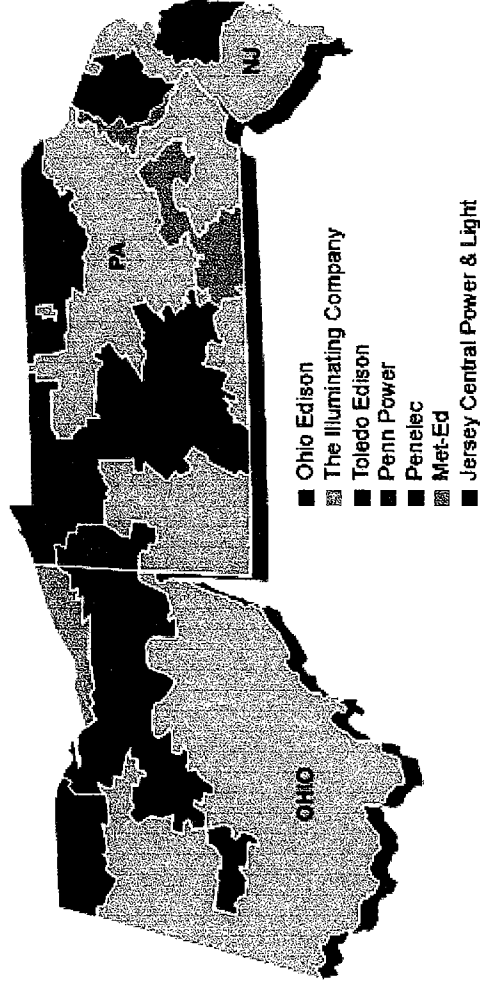 OHIO
PA
NJ
Ohio Edison
The Illuminating Company
Toledo Edison
Penn Power
Penelec
Met-Ed
Jersey Central Power & Light